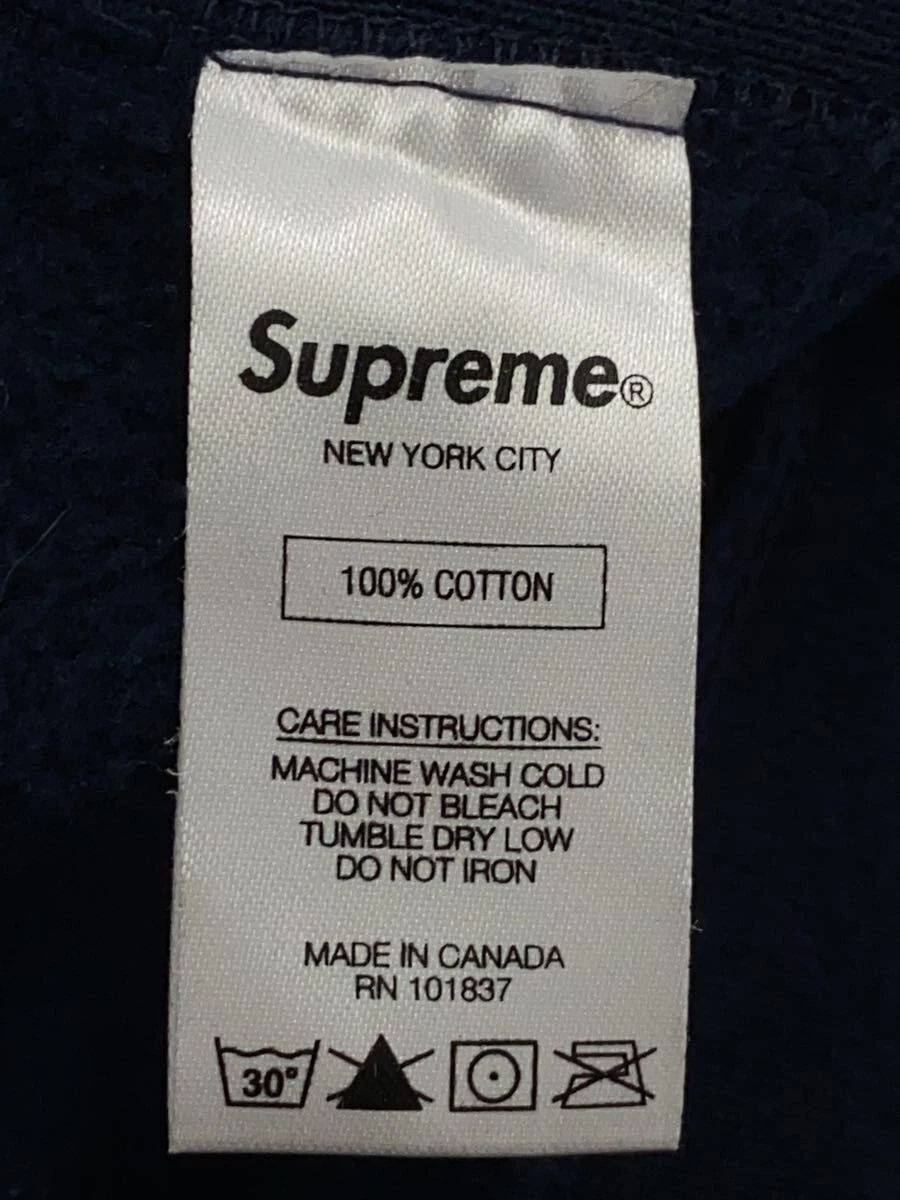 Supreme®
NEW YORK CITY
100% COTTON
CARE INSTRUCTIONS:
MACHINE WASH COLD
DO NOT BLEACH
TUMBLE DRY LOW
DO NOT IRON
MADE IN CANADA
RN 101837
30°